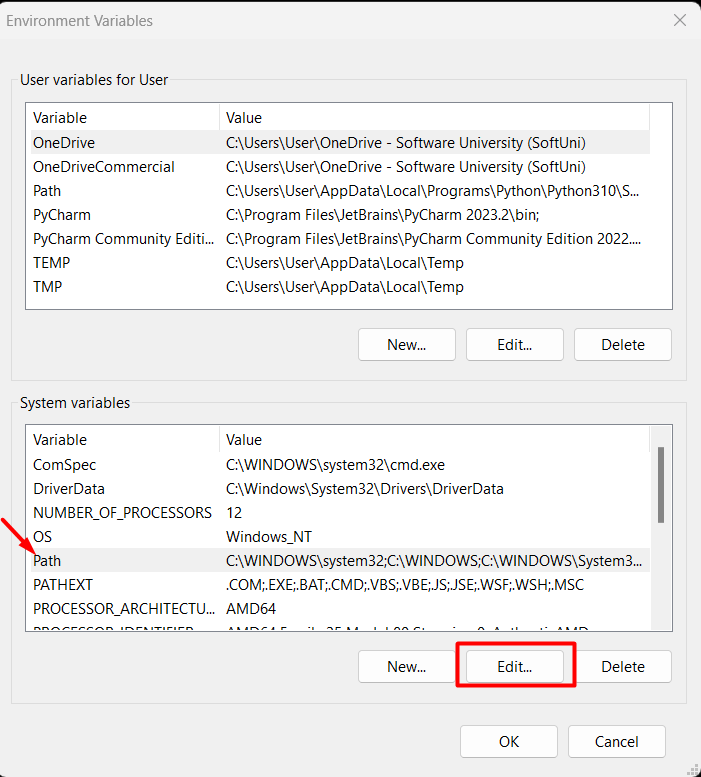 Environment Variables
User variables for User
Variable Value
OneDrive C:\Users\User\OneDrive - Software University (SoftUni)
OneDriveCommercial C:\Users\User\OneDrive - Software University (SoftUni)
Path C:\Users\User\AppData\Local\Programs\Python\Python310\S...
PyCharm C:\Program Files\JetBrains\PyCharm 2023.2\bin;
PyCharm Community Editi... C:\Program Files\JetBrains\PyCharm Community Edition 2022....
TEMP C:\Users\User\AppData\Local\Temp
TMP C:\Users\User\AppData\Local\Temp
New... Edit... Delete
System variables
Variable Value
ComSpec C:\WINDOWS\system32\cmd.exe
DriverData C:\Windows\System32\Drivers\DriverData
NUMBER_OF_PROCESSORS 12
OS Windows_NT
Path C:\WINDOWS\system32;C:\WINDOWS;C:\WINDOWS\System3...
PATHEXT .COM;.EXE;.BAT;.CMD;.VBS;.VBE;.JS;.JSE;.WSF;.WSH;.MSC
PROCESSOR_ARCHITECTU... AMD64
New... Edit... Delete
OK Cancel